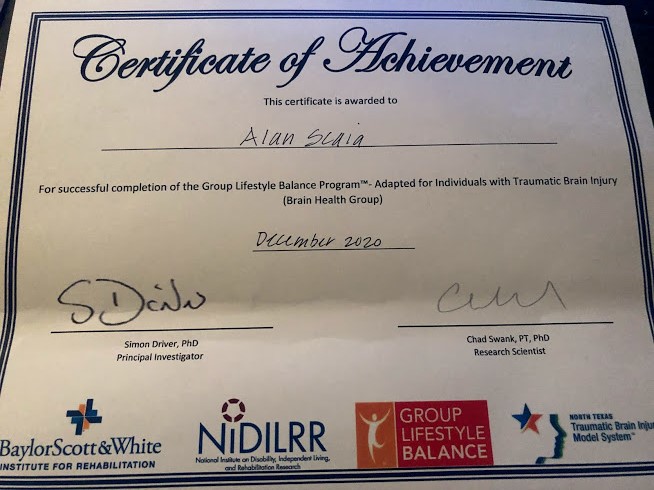 Certificate of Achievement
This certificate is awarded to
Alan Scaia
For successful completion of the Group Lifestyle Balance Program™- Adapted for Individuals with Traumatic Brain Injury
(Brain Health Group)
December 2020
Simon Driver, PhD
Principal Investigator
Chad Swank, PT, PhD
Research Scientist
BaylorScott&White
INSTITUTE FOR REHABILITATION
NIDILRR
National Institute on Disability, Independent Living,
and Rehabilitation Research
GROUP
LIFESTYLE
BALANCE
NORTH TEXAS
Traumatic Brain Injur
Model System™